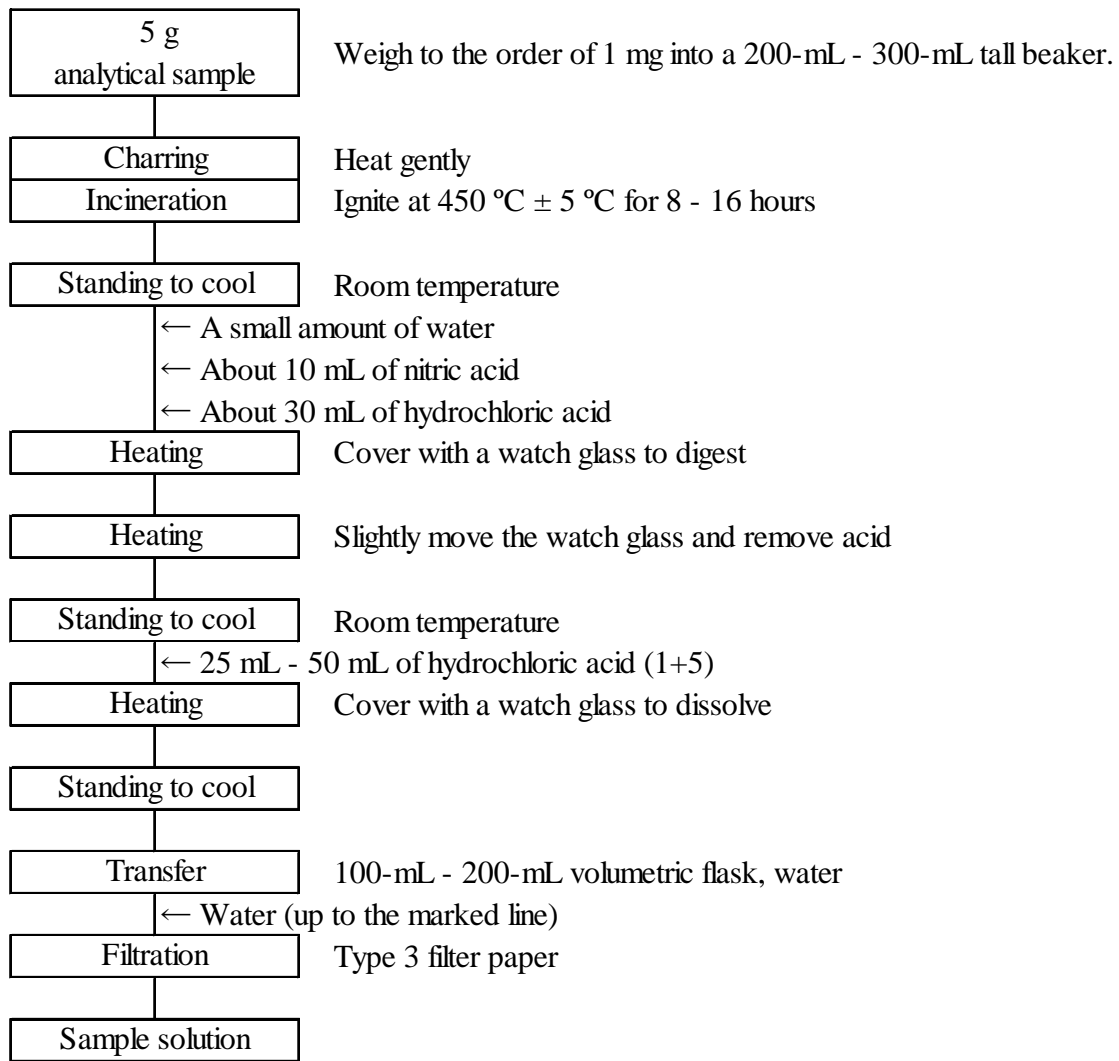 5 g
analytical sample
Weigh to the order of 1 mg into a 200-mL - 300-mL tall beaker.
Charring
Heat gently
Incineration
Ignite at 450 ºC ± 5 ºC for 8 - 16 hours
Standing to cool
Room temperature
← A small amount of water
← About 10 mL of nitric acid
← About 30 mL of hydrochloric acid
Heating
Cover with a watch glass to digest
Heating
Slightly move the watch glass and remove acid
Standing to cool
Room temperature
← 25 mL - 50 mL of hydrochloric acid (1+5)
Heating
Cover with a watch glass to dissolve
Standing to cool
Transfer
100-mL - 200-mL volumetric flask, water
← Water (up to the marked line)
Filtration
Type 3 filter paper
Sample solution